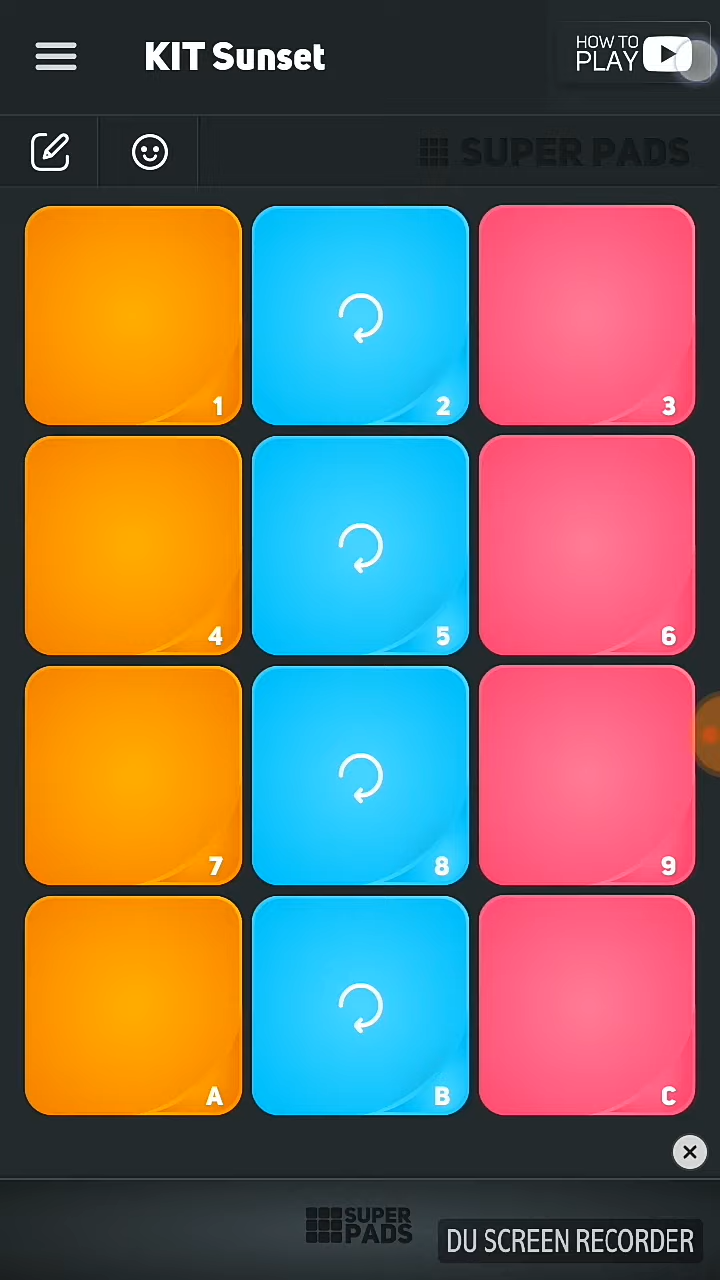 KIT Sunset
HOW TO
PLAY
SUPER PADS
1
2
3
4
5
6
7
8
9
A
B
C
SUPER
PADS
DU SCREEN RECORDER